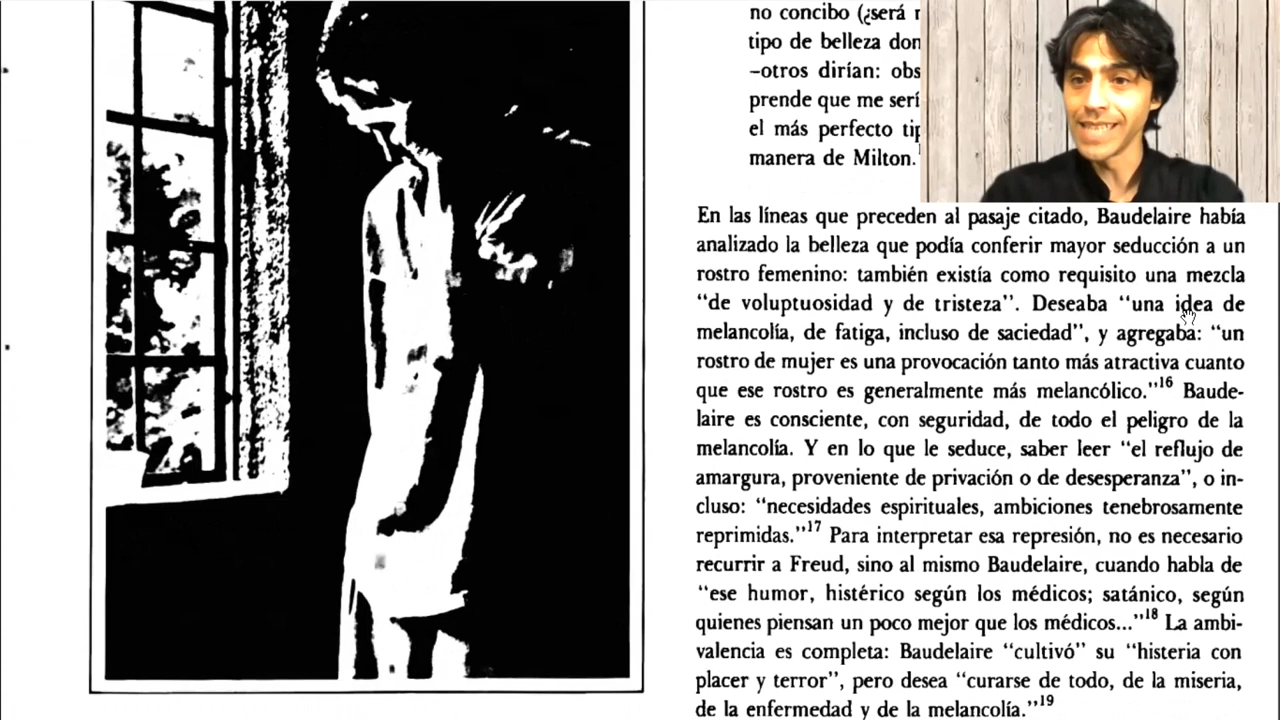 no concibo (¿será
tipo de belleza
–otros dirían:
prende que me
el más perfecto
manera de Milton.
En las líneas que preceden al pasaje citado, Baudelaire había
analizado la belleza que podía conferir mayor seducción a un
rostro femenino: también existía como requisito una mezcla
“de voluptuosidad y de tristeza”. Deseaba “una idea de
melancolía, de fatiga, incluso de saciedad”, y agregaba: “un
rostro de mujer es una provocación tanto más atractiva cuanto
que ese rostro es generalmente más melancólico.”16 Baude-
laire es consciente, con seguridad, de todo el peligro de la
melancolía. Y en lo que le seduce, saber leer “el reflujo de
amargura, proveniente de privación o de desesperanza”, o in-
cluso: “necesidades espirituales, ambiciones tenebrosamente
reprimidas.”17 Para interpretar esa represión, no es necesario
recurrir a Freud, sino al mismo Baudelaire, cuando habla de
“ese humor, histérico según los médicos; satánico, según
quienes piensan un poco mejor que los médicos...”18 La ambi-
valencia es completa: Baudelaire “cultivó” su “histeria con
placer y terror”, pero desea “curarse de todo, de la miseria,
de la enfermedad y de la melancolía.”19